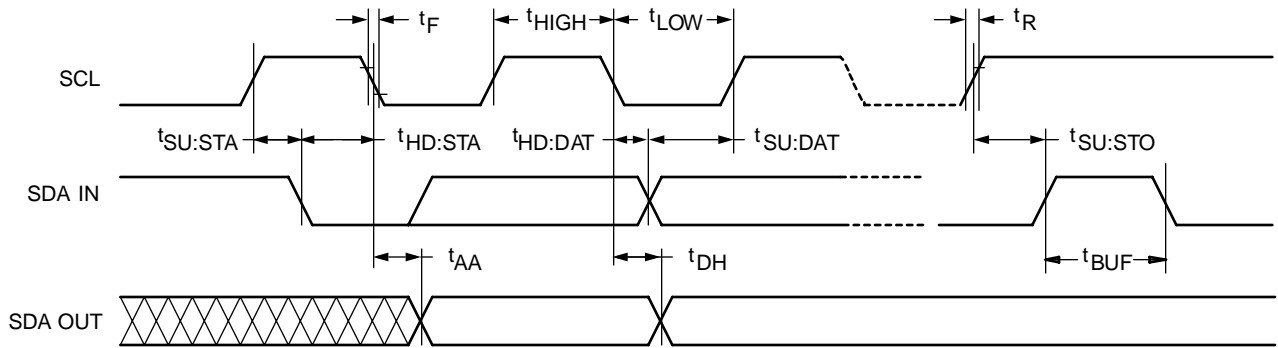 tF tHIGH tLOW tR
SCL
tSU:STA tHD:STA tHD:DAT tSU:DAT tSU:STO
SDA IN
tAA tDH tBUF
SDA OUT